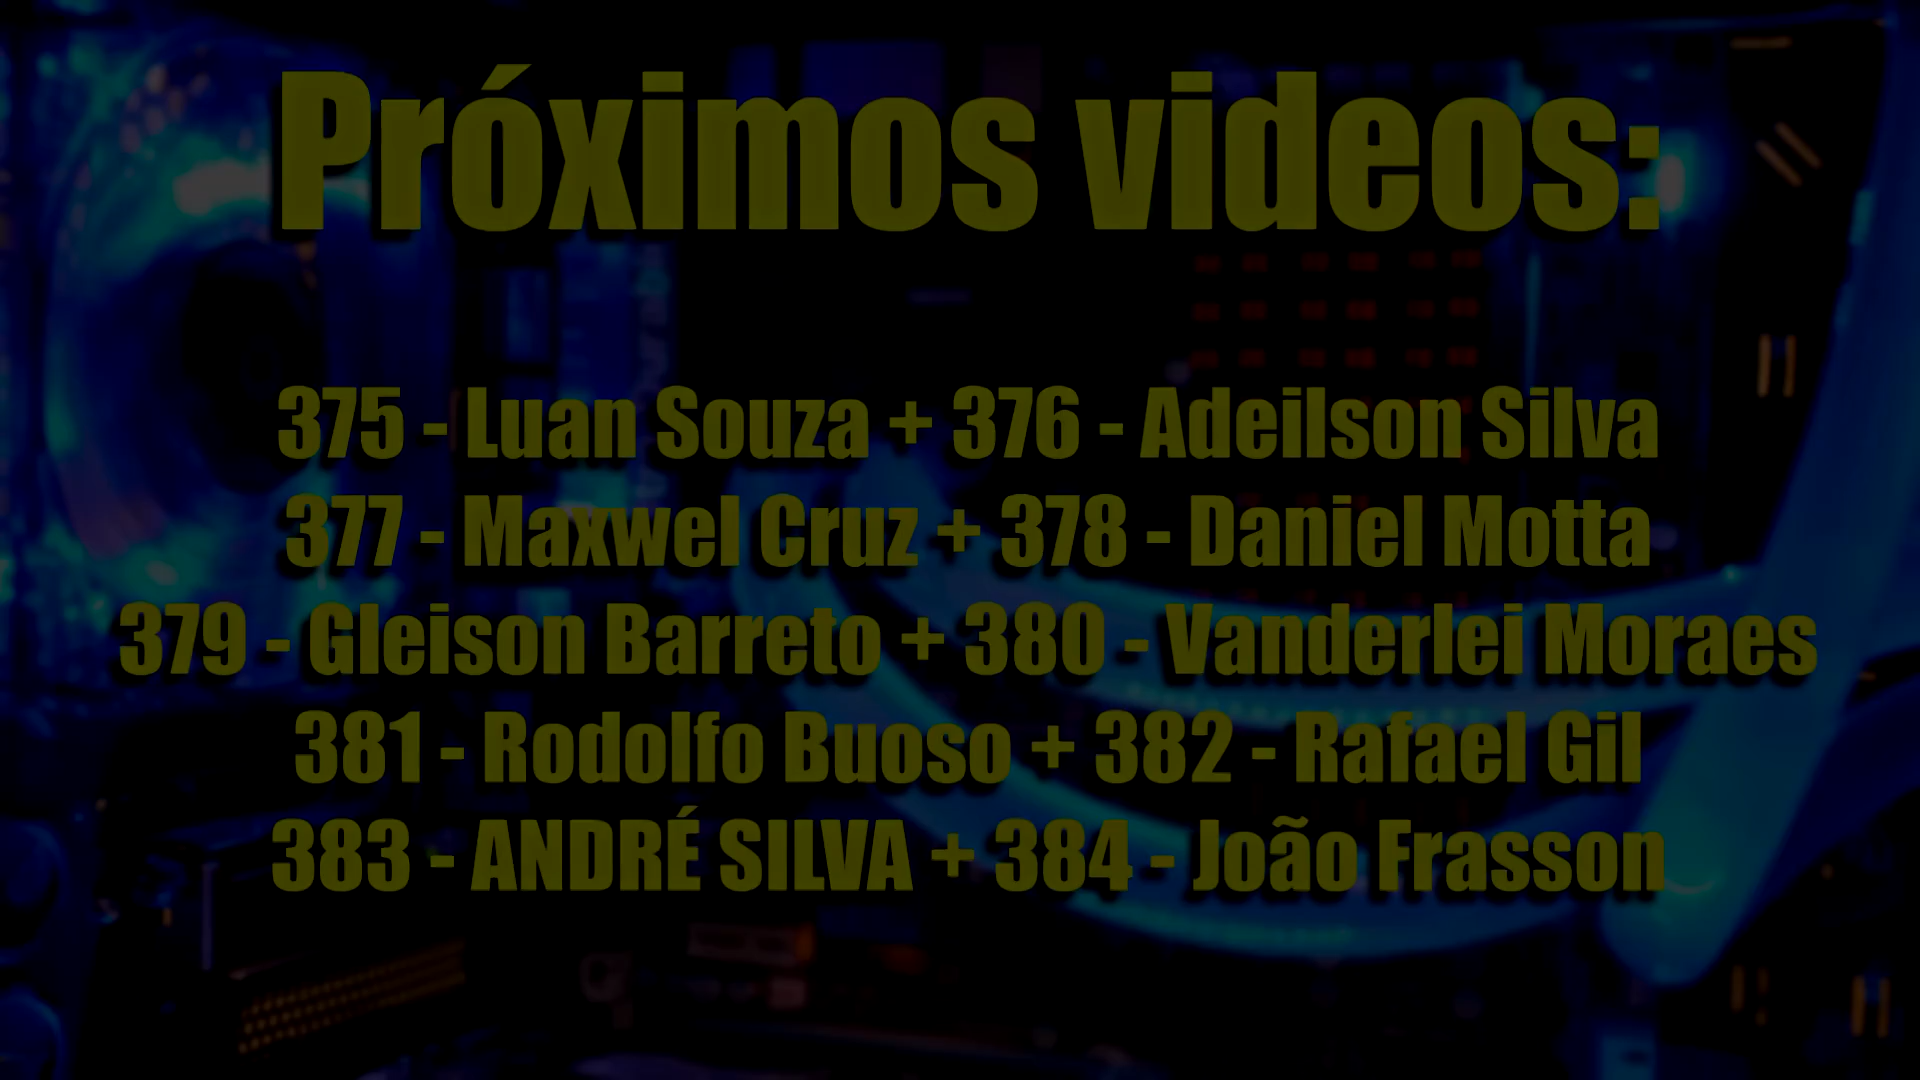 Próximos videos:
375 - Luan Souza + 376 - Adeilson Silva
377 - Maxwel Cruz + 378 - Daniel Motta
379 - Gleison Barreto + 380 - Vanderlei Moraes
381 - Rodolfo Buoso + 382 - Rafael Gil
383 - ANDRÉ SILVA + 384 - João Frasson